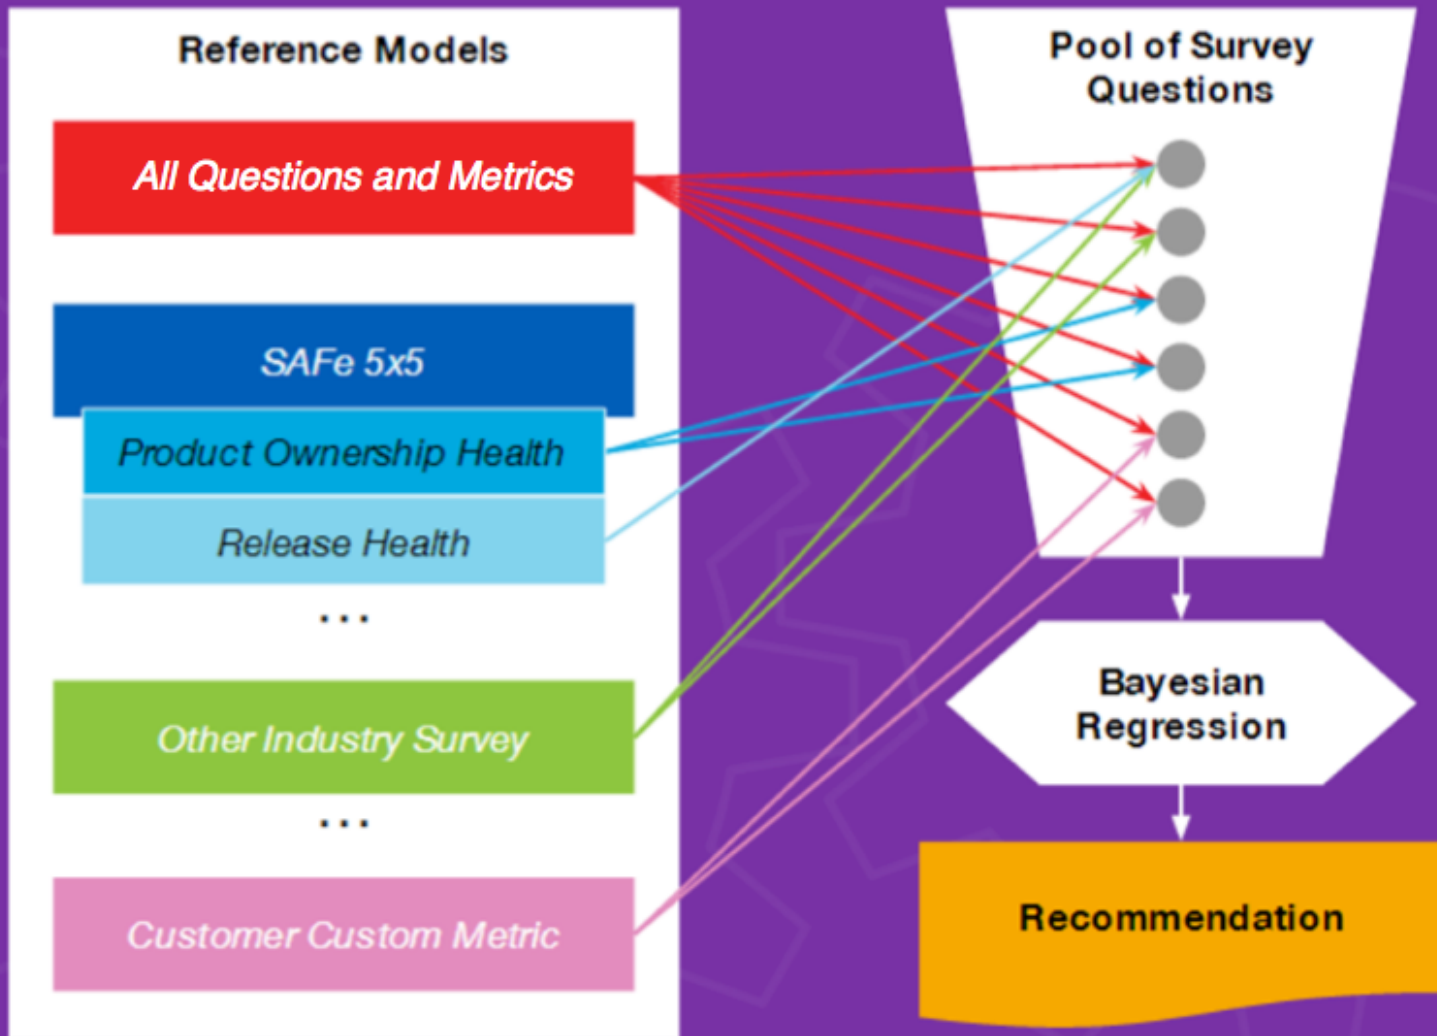 Reference Models
All Questions and Metrics
SAFe 5x5
Product Ownership Health
Release Health
...
Other Industry Survey
...
Customer Custom Metric
Pool of Survey
Questions
Bayesian
Regression
Recommendation